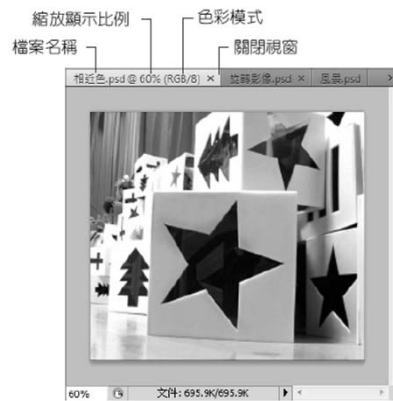 縮放顯示比例
色彩模式
檔案名稱
關閉視窗
相近色.psd @ 60% (RGB/8) × 旋轉影像.psd × 風景.psd ×
60% 文件: 695.9K/695.9K